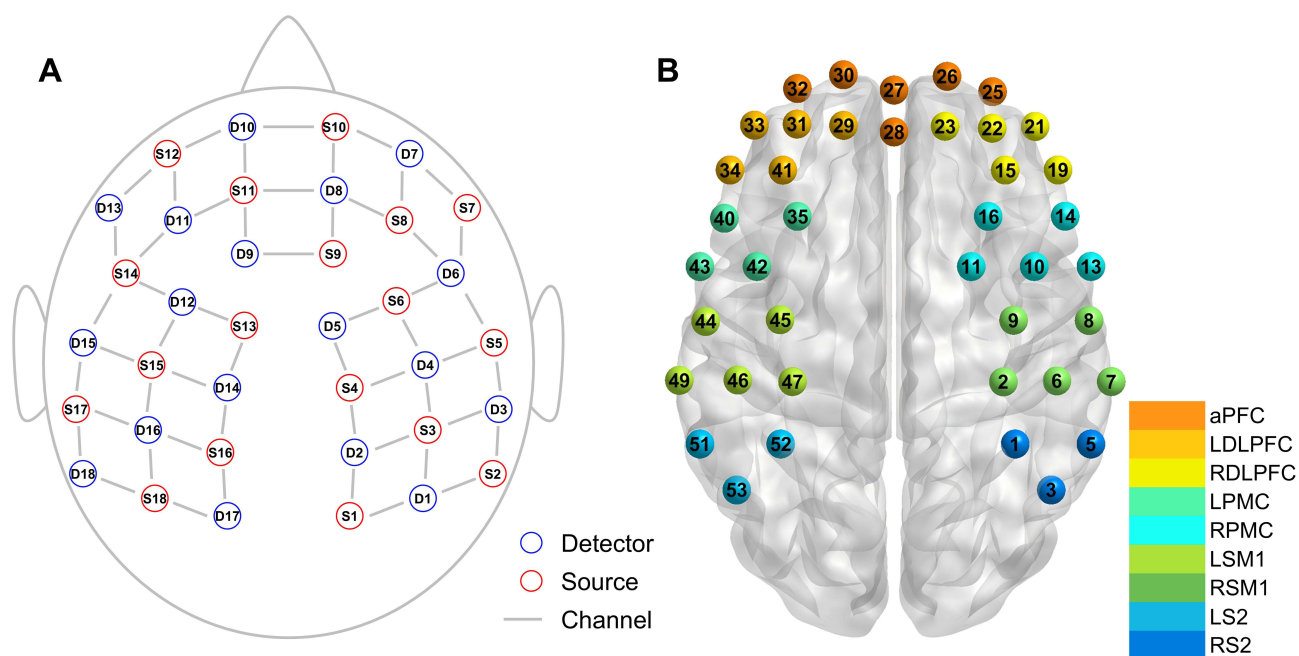 A
D10
S10
S12
D7
S11
D8
D13
D11
S8
S7
D9
S9
S14
D6
D12
S6
S13
D5
D15
S5
S15
D4
D14
S4
S17
D3
D16
S3
S16
D2
D18
S2
S18
D1
D17
S1
Detector
Source
Channel
B
32 30 27 26 25
33 31 29 28 23 22 21
34 41 15 19
40 35 16 14
43 42 11 10 13
44 45 9 8
49 46 47 2 6 7
51 52 1 5
53 3
aPFC
LDLPFC
RDLPFC
LPMC
RPMC
LSM1
RSM1
LS2
RS2